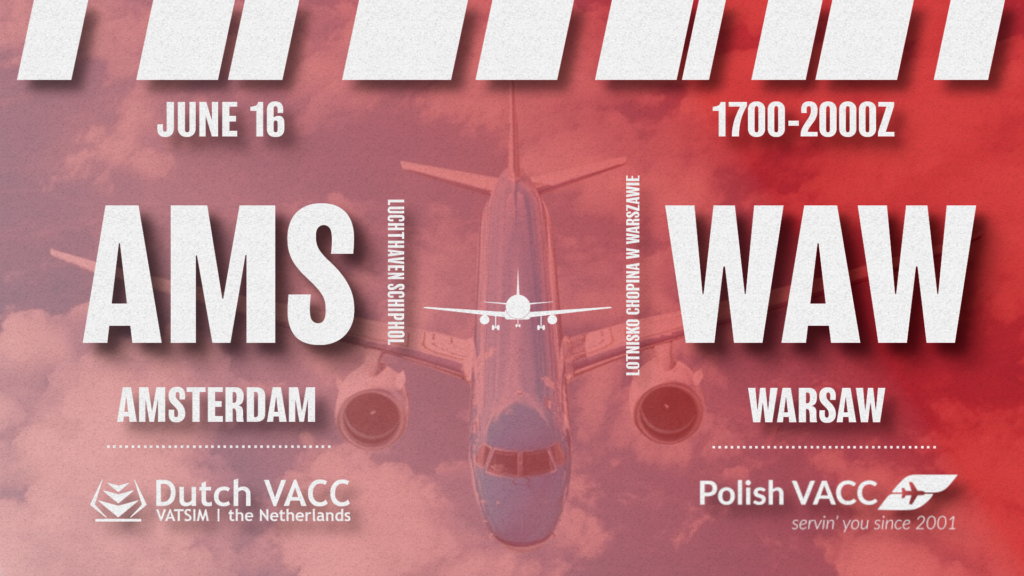 JUNE 16
1700-2000Z
AMS
LUCHTHAVEN SCHIPHOL
LOTNISKO CHOPINA W WARSZAWIE
WAW
AMSTERDAM
WARSAW
Dutch VACC
VATSIM | the Netherlands
Polish VACC
servin' you since 2001